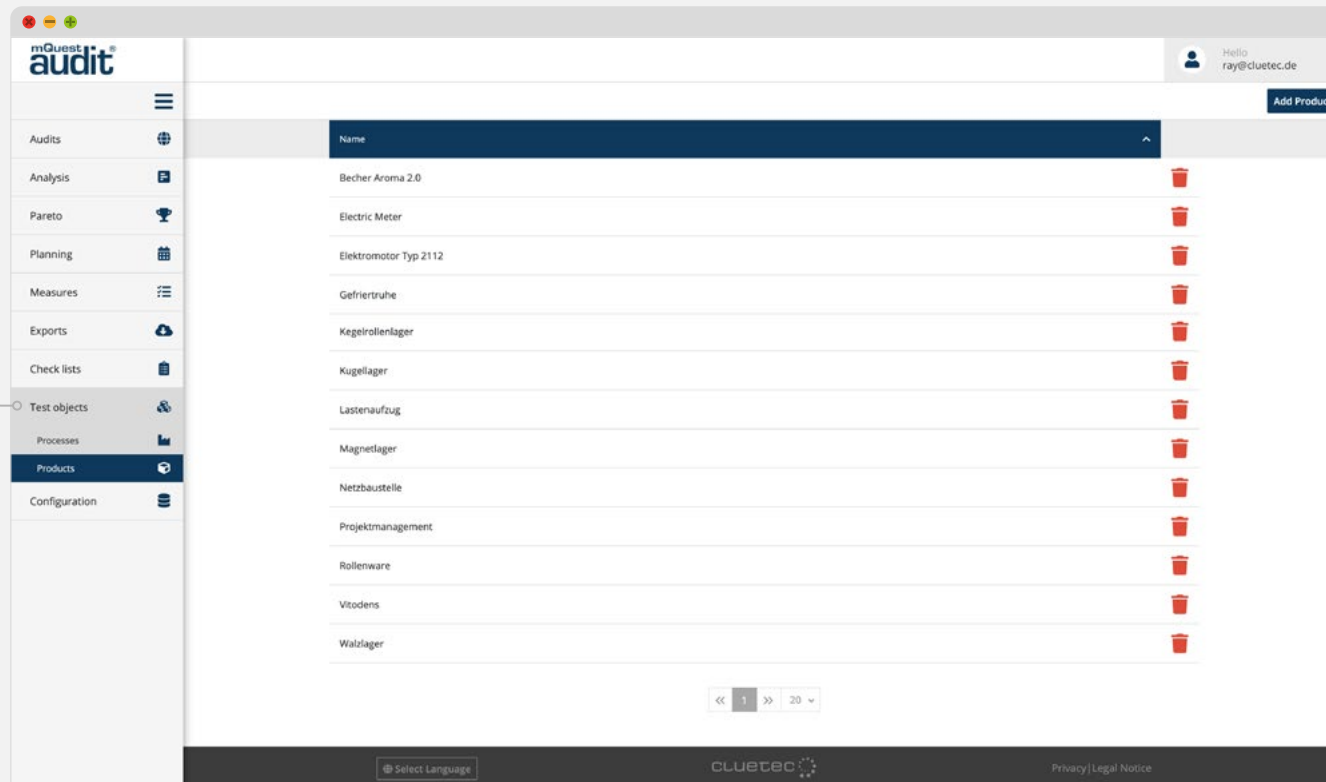 mQuest®
audit
Hello
ray@cluetec.de
Add Produc
Audits
Analysis
Pareto
Planning
Measures
Exports
Check lists
Test objects
Processes
Products
Configuration
Name
Becher Aroma 2.0
Electric Meter
Elektromotor Typ 2112
Gefriertruhe
Kegelrollenlager
Kugellager
Lastenaufzug
Magnetlager
Netzbaustelle
Projektmanagement
Rollenware
Vitodens
Walzlager
« 1 » 20
Select Language
cluetec
Privacy|Legal Notice